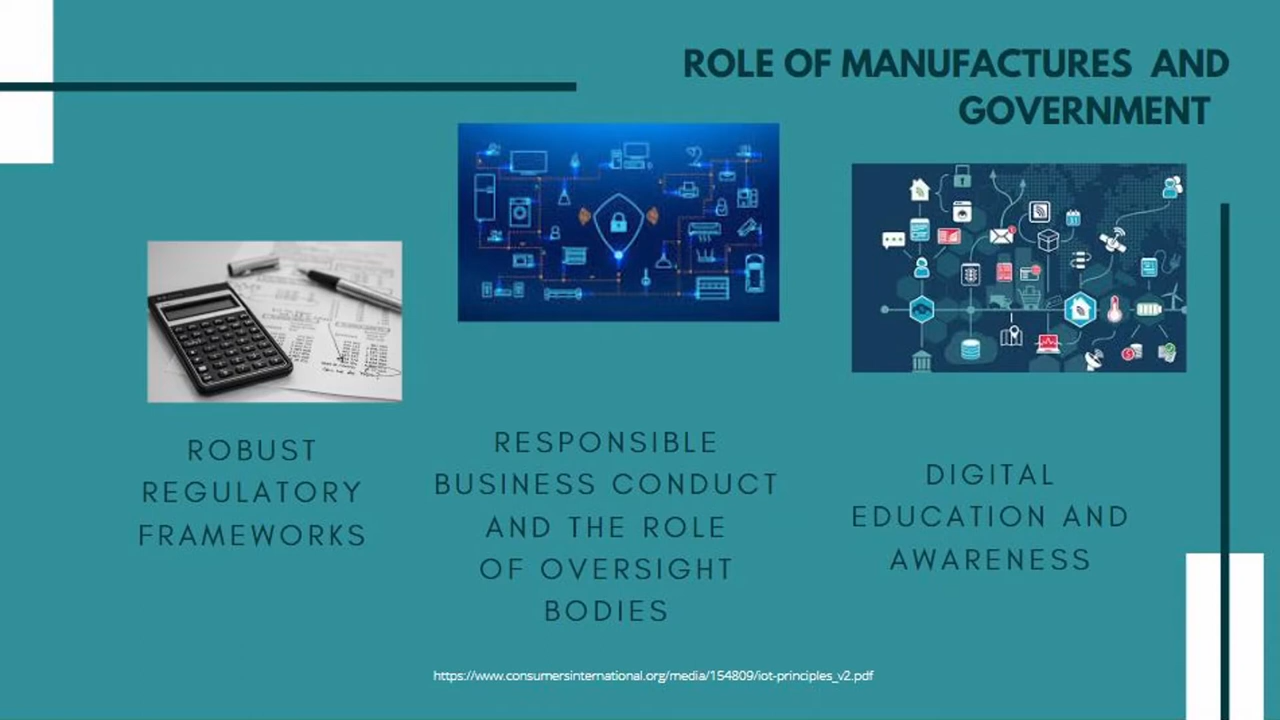 ROLE OF MANUFACTURES AND
GOVERNMENT
ROBUST
REGULATORY
FRAMEWORKS
RESPONSIBLE
BUSINESS CONDUCT
AND THE ROLE
OF OVERSIGHT
BODIES
DIGITAL
EDUCATION AND
AWARENESS
https://www.consumersinternational.org/media/154809/iot-principles_v2.pdf